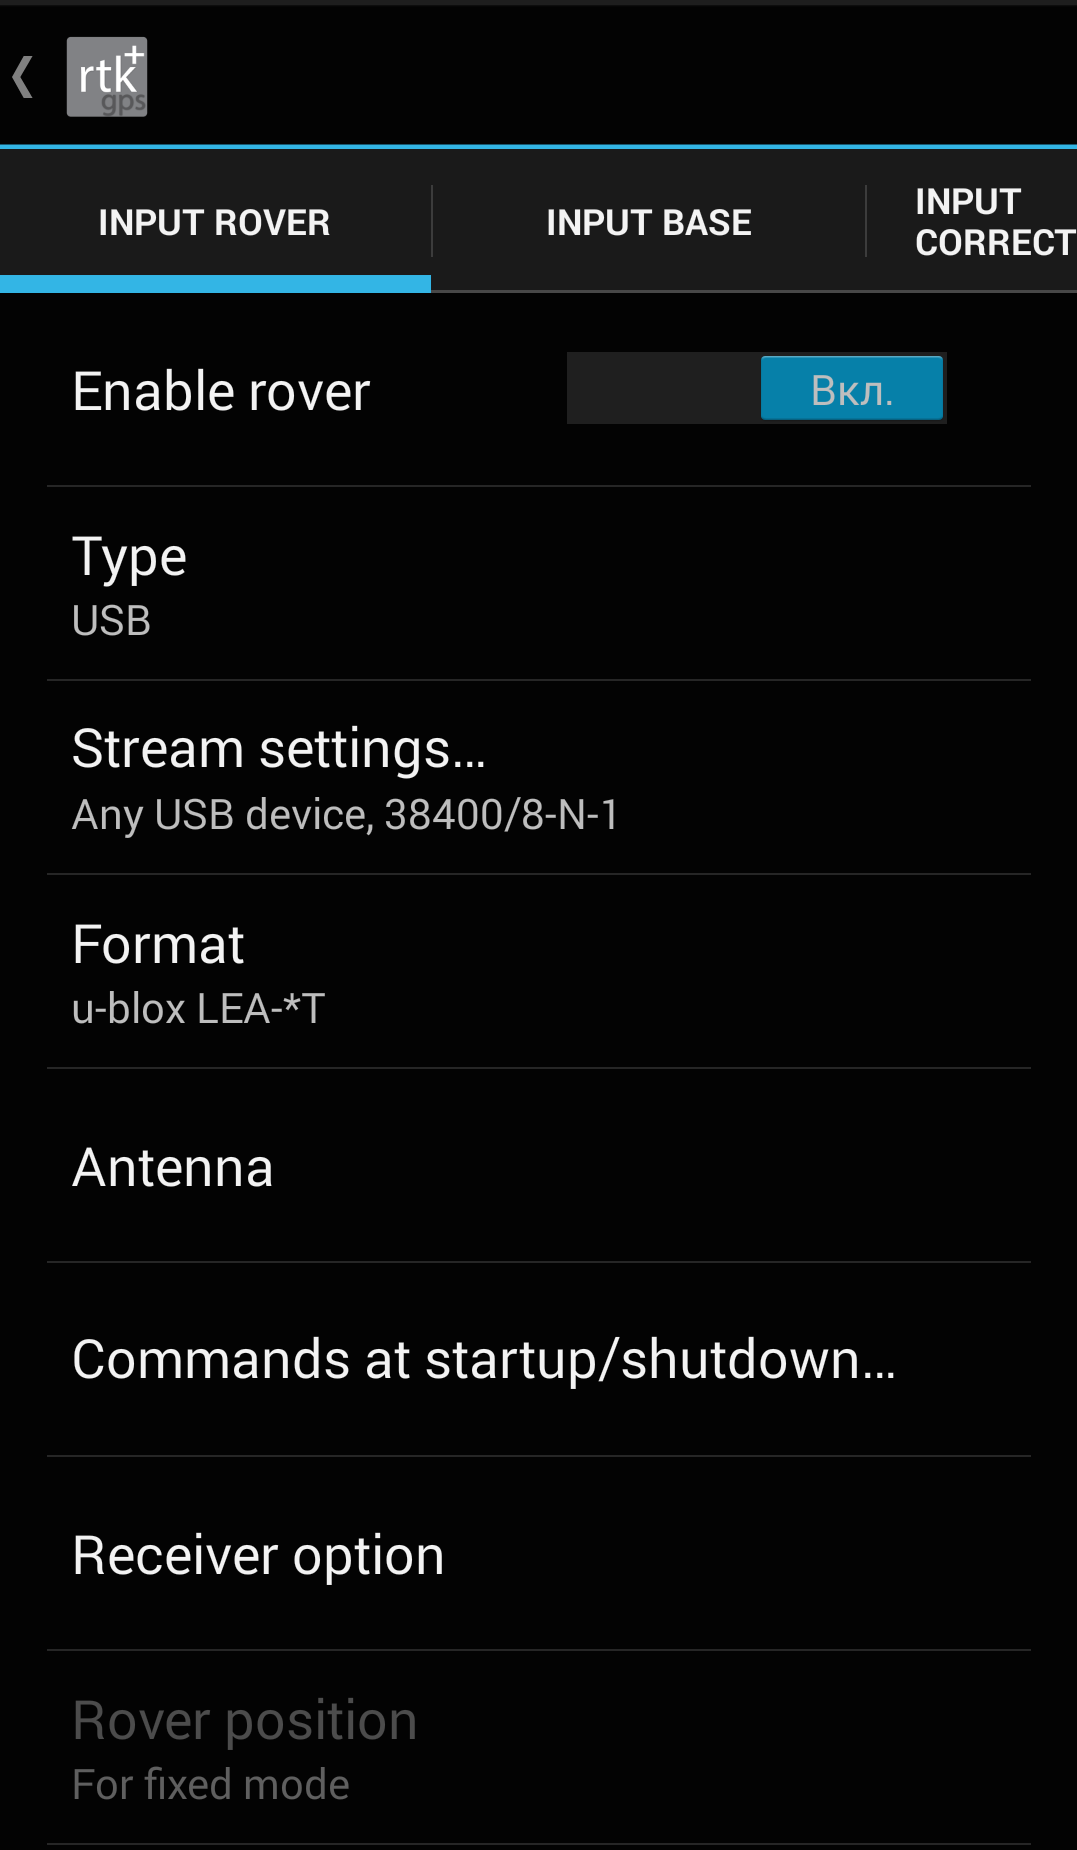 rtk+
gps
INPUT ROVER
INPUT BASE
INPUT
CORRECT
Enable rover
Вкл.
Type
USB
Stream settings...
Any USB device, 38400/8-N-1
Format
u-blox LEA-*T
Antenna
Commands at startup/shutdown...
Receiver option
Rover position
For fixed mode